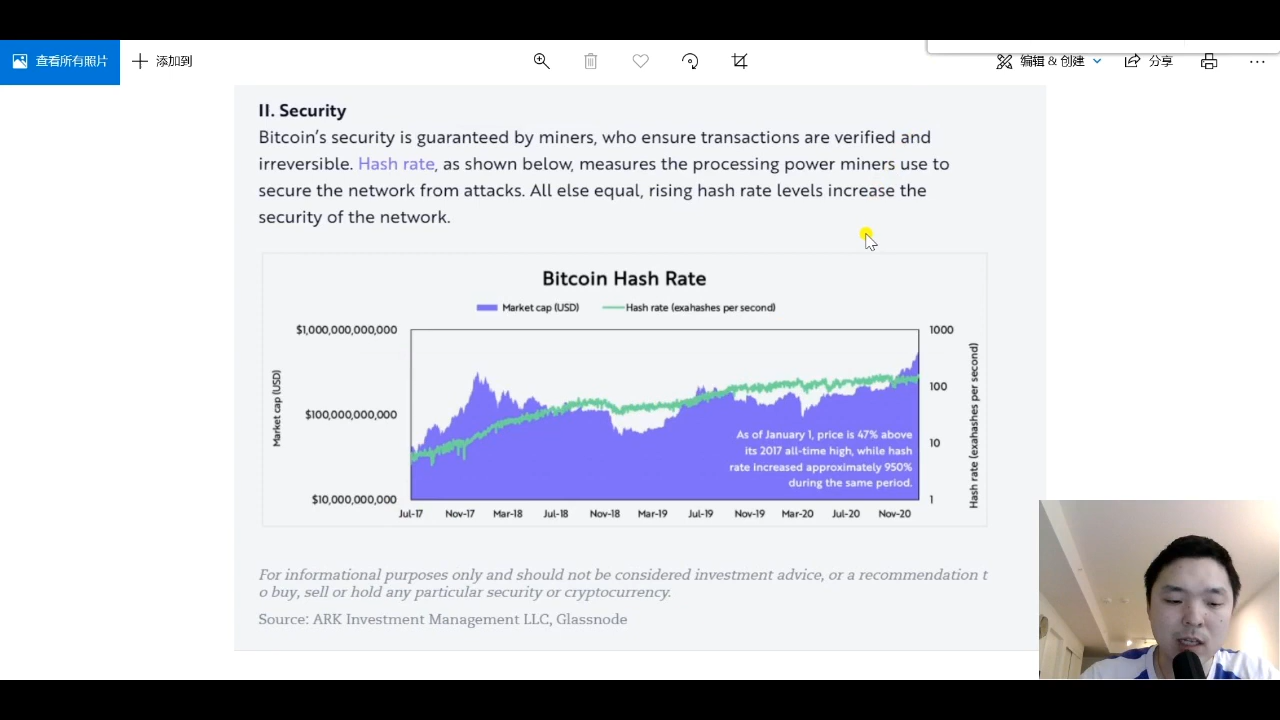 查看所有照片
添加到
编辑 & 创建
分享
II. Security
Bitcoin's security is guaranteed by miners, who ensure transactions are verified and
irreversible. Hash rate, as shown below, measures the processing power miners use to
secure the network from attacks. All else equal, rising hash rate levels increase the
security of the network.
Bitcoin Hash Rate
Market cap (USD)
Hash rate (exahashes per second)
$1,000,000,000,000
$100,000,000,000
$10,000,000,000
Market cap (USD)
1000
100
10
1
Hash rate (exahashes per second)
As of January 1, price is 47% above
its 2017 all-time high, while hash
rate increased approximately 950%
during the same period.
Jul-17 Nov-17 Mar-18 Jul-18 Nov-18 Mar-19 Jul-19 Nov-19 Mar-20 Jul-20 Nov-20
For informational purposes only and should not be considered investment advice, or a recommendation t
o buy, sell or hold any particular security or cryptocurrency.
Source: ARK Investment Management LLC, Glassnode